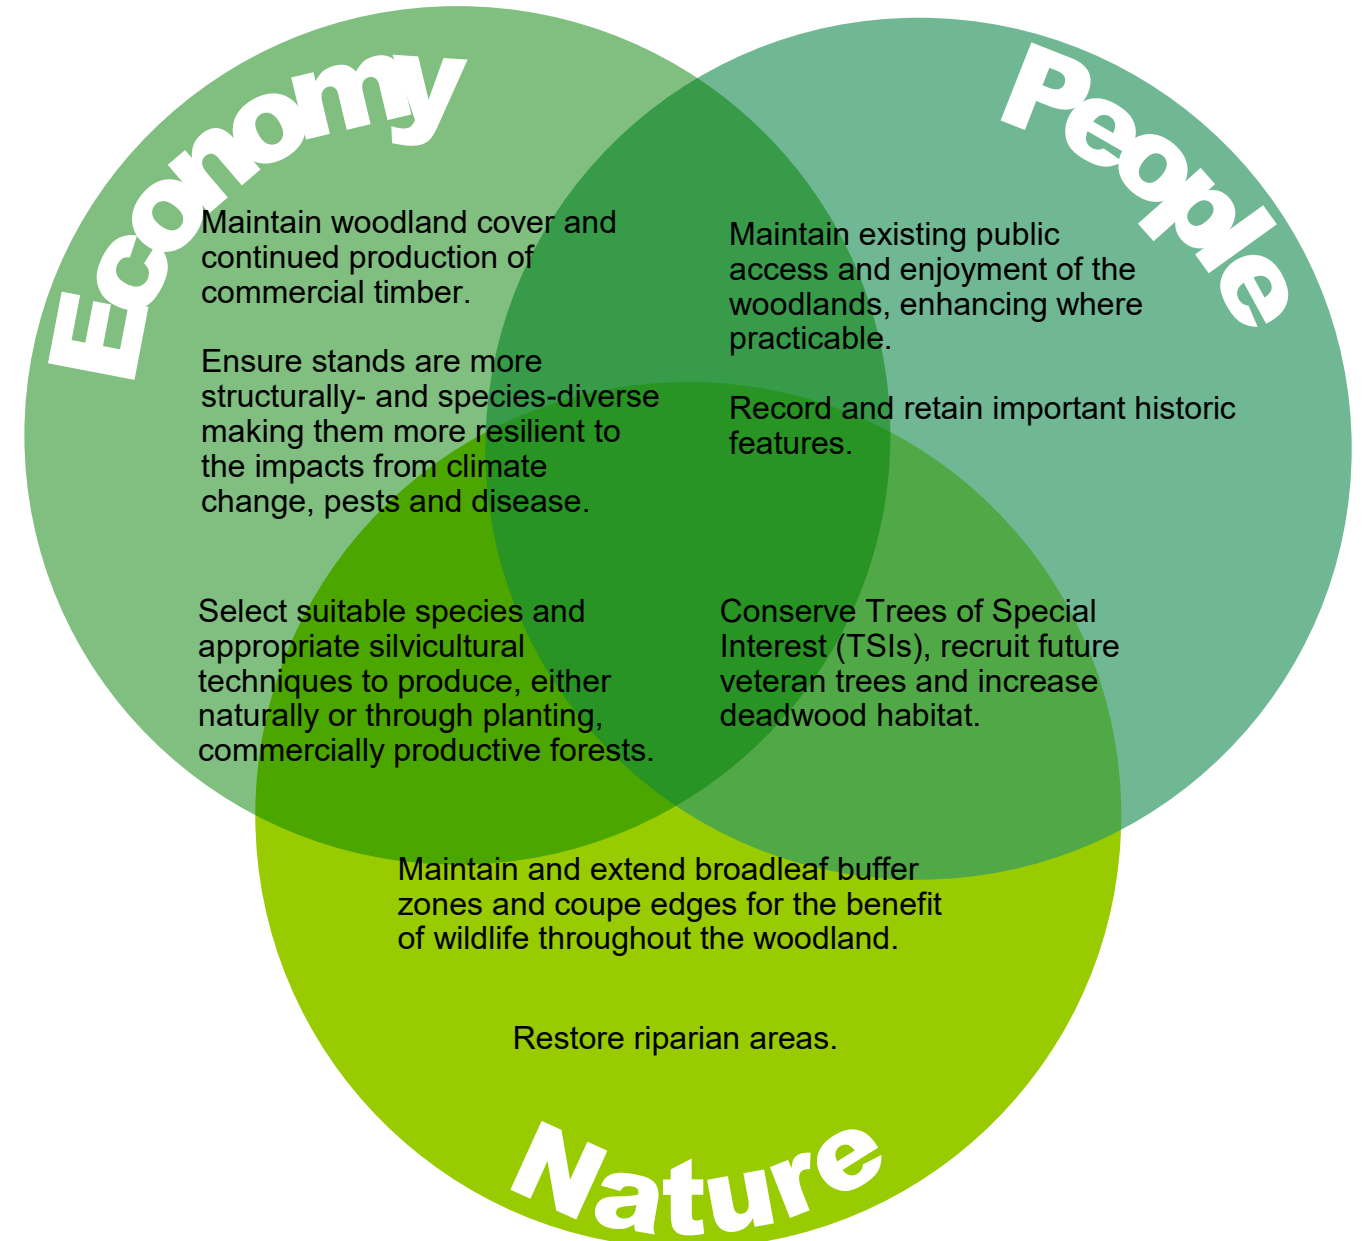 Economy
People
Maintain woodland cover and
continued production of
commercial timber.
Ensure stands are more
structurally- and species-diverse
making them more resilient to
the impacts from climate
change, pests and disease.
Maintain existing public
access and enjoyment of the
woodlands, enhancing where
practicable.
Record and retain important historic
features.
Select suitable species and
appropriate silvicultural
techniques to produce, either
naturally or through planting,
commercially productive forests.
Conserve Trees of Special
Interest (TSIs), recruit future
veteran trees and increase
deadwood habitat.
Maintain and extend broadleaf buffer
zones and coupe edges for the benefit
of wildlife throughout the woodland.
Restore riparian areas.
Nature